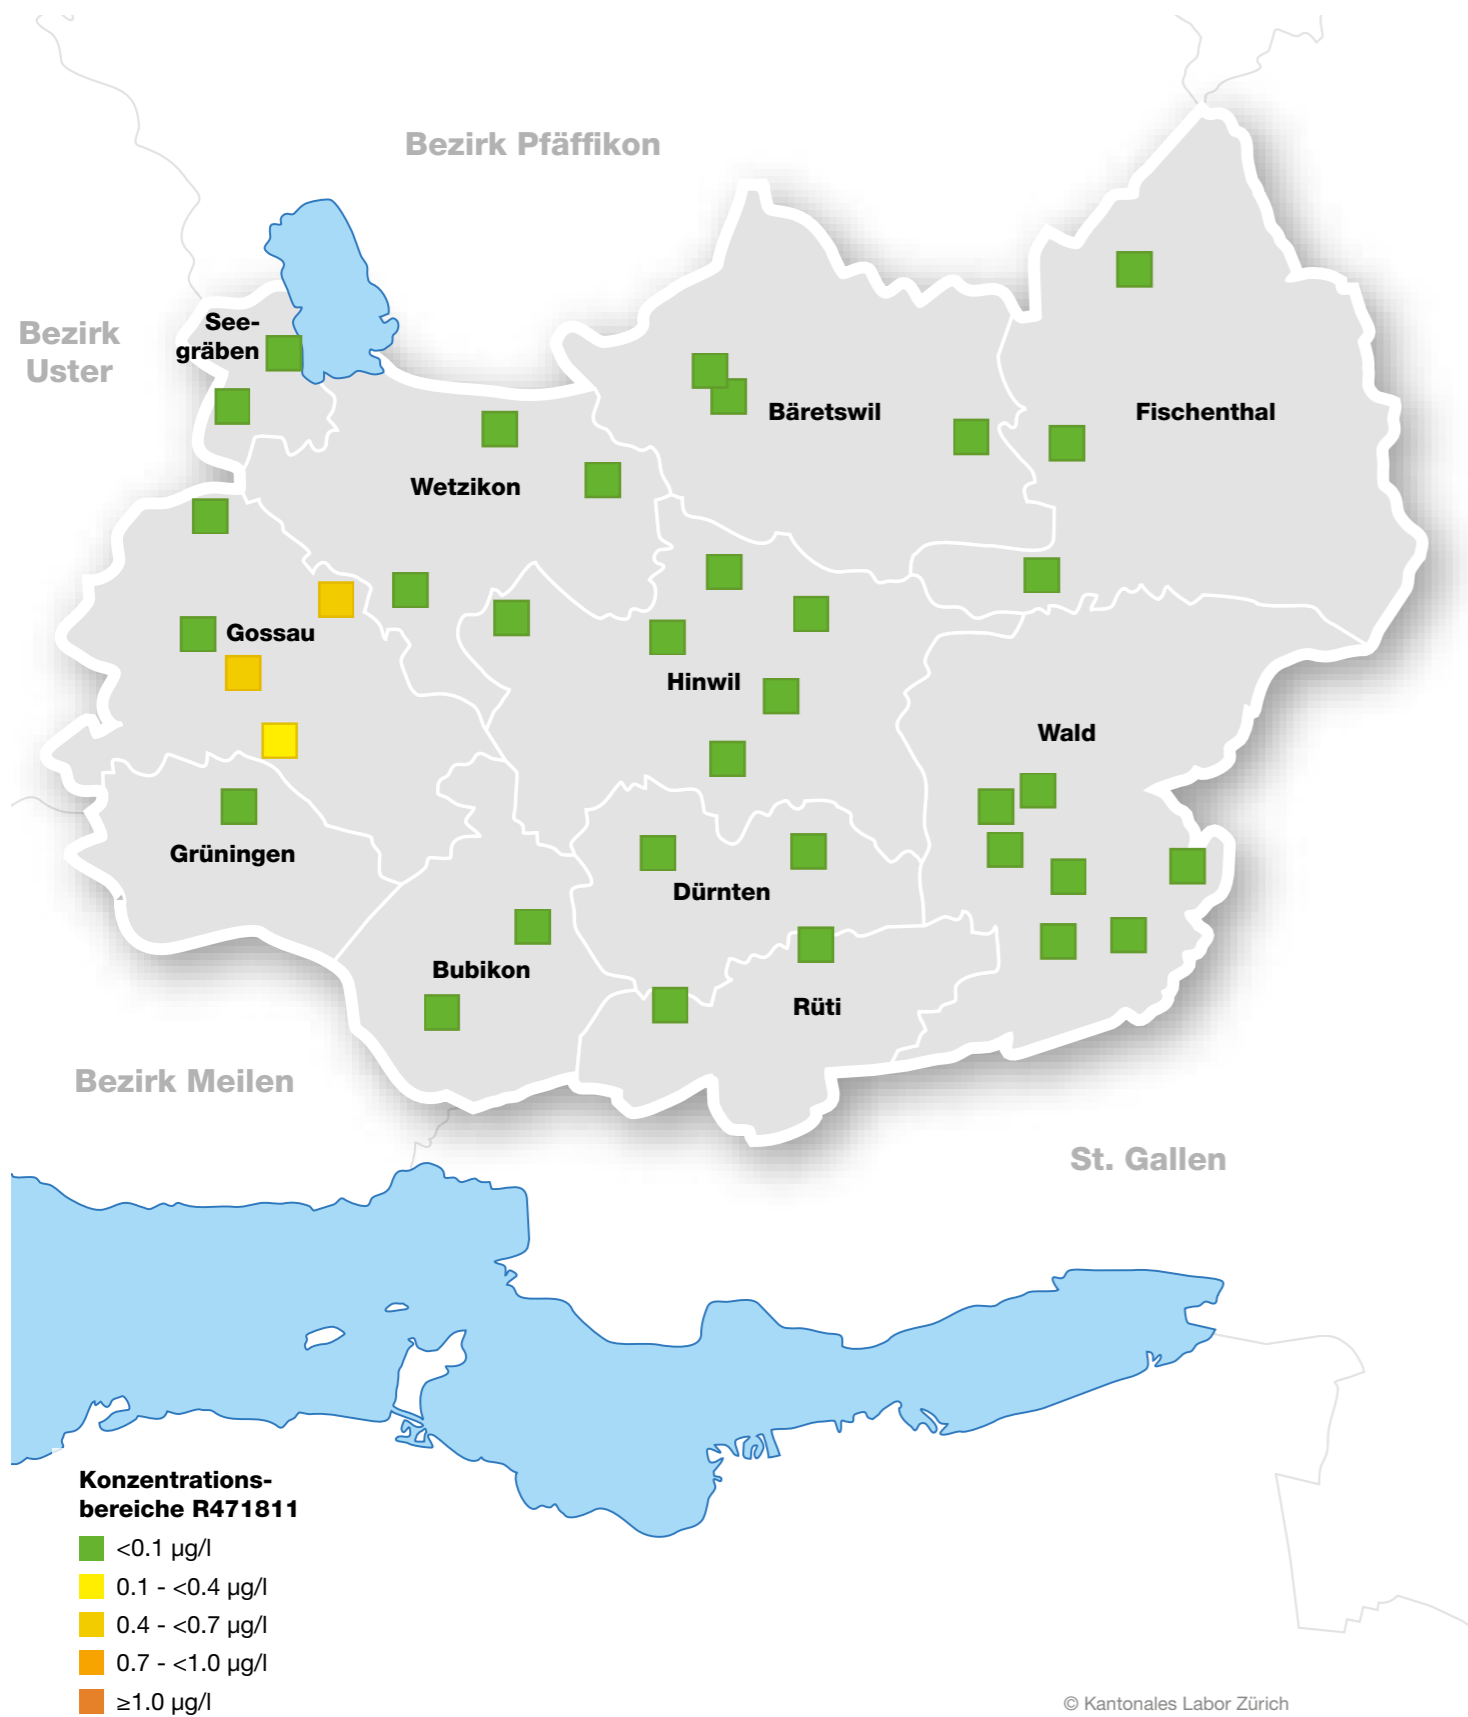 Bezirk Pfäffikon
Bezirk
Uster
See-
gräben
Bäretswil
Fischenthal
Wetzikon
Gossau
Hinwil
Wald
Grüningen
Dürnten
Bubikon
Rüti
Bezirk Meilen
St. Gallen
Konzentrations-
bereiche R471811
<0.1 µg/l
0.1 - <0.4 µg/l
0.4 - <0.7 µg/l
0.7 - <1.0 µg/l
≥1.0 µg/l
© Kantonales Labor Zürich